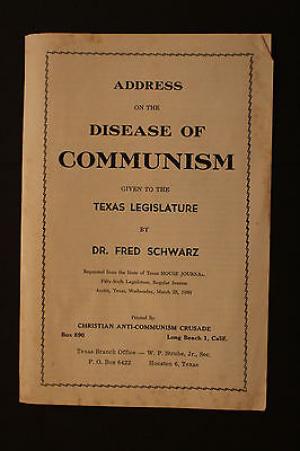 ADDRESS
ON THE
DISEASE OF
COMMUNISM
GIVEN TO THE
TEXAS LEGISLATURE
BY
DR. FRED SCHWARZ
Reprinted from the State of Texas HOUSE JOURNAL,
Fifty-Sixth Legislature, Regular Session
Austin, Texas, Wednesday, March 25,
Printed By
CHRISTIAN ANTI-COMMUNISM CRUSADE
Box 890 Long Beach 1, Calif.
Texas Branch Office — W. P. Strube, Jr., Sec.
P. O. Box 6422 Houston 6, Texas